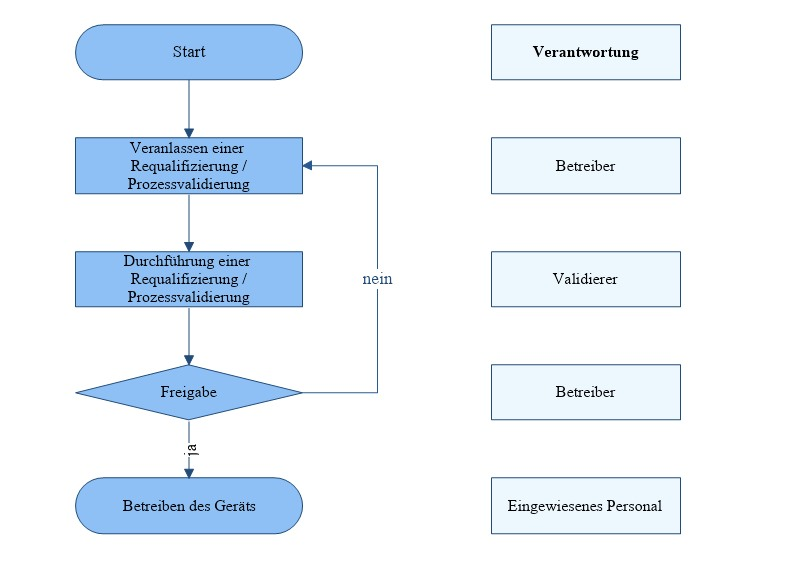 Start
Verantwortung
Veranlassen einer
Requalifizierung /
Prozessvalidierung
Betreiber
Durchführung einer
Requalifizierung /
Prozessvalidierung
nein
Validierer
Freigabe
Betreiber
ja
Betreiben des Geräts
Eingewiesenes Personal